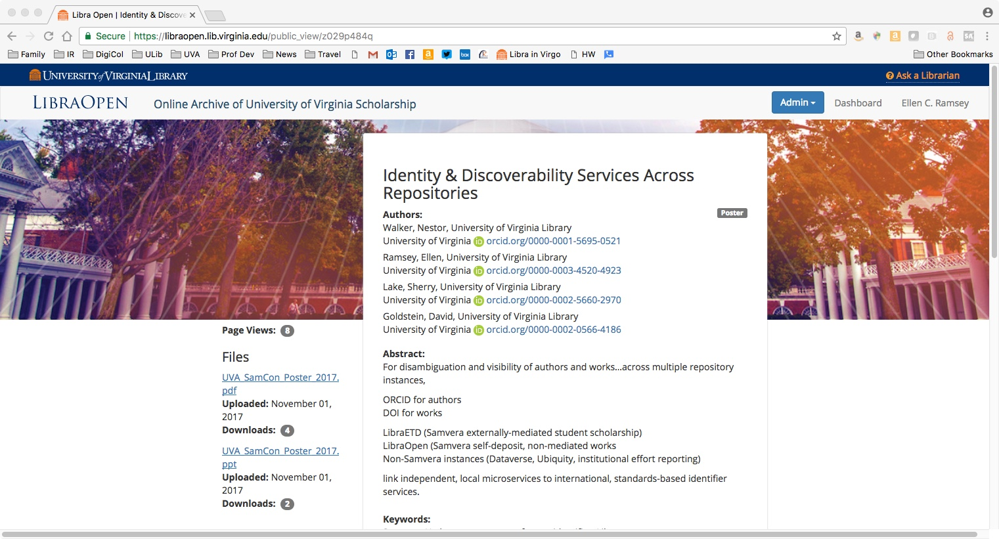 Libra Open | Identity & Discove
Secure https://libraopen.lib.virginia.edu/public_view/z029p484q
Family IR DigiCol ULib UVA Prof Dev News Travel Libra in Virgo HW Other Bookmarks
UNIVERSITY of VIRGINIA LIBRARY
Ask a Librarian
LIBRAOPEN Online Archive of University of Virginia Scholarship Admin Dashboard Ellen C. Ramsey
Identity & Discoverability Services Across
Repositories
Poster
Authors:
Walker, Nestor, University of Virginia Library
University of Virginia iD orcid.org/0000-0001-5695-0521
Ramsey, Ellen, University of Virginia Library
University of Virginia iD orcid.org/0000-0003-4520-4923
Lake, Sherry, University of Virginia Library
University of Virginia iD orcid.org/0000-0002-5660-2970
Goldstein, David, University of Virginia Library
University of Virginia iD orcid.org/0000-0002-0566-4186
Abstract:
For disambiguation and visibility of authors and works...across multiple repository
instances,
ORCID for authors
DOI for works
LibraETD (Samvera externally-mediated student scholarship)
LibraOpen (Samvera self-deposit, non-mediated works
Non-Samvera instances (Dataverse, Ubiquity, institutional effort reporting)
link independent, local microservices to international, standards-based identifier
services.
Keywords:
Page Views: 8
Files
UVA_SamCon_Poster_2017.
pdf
Uploaded: November 01,
2017
Downloads: 4
UVA_SamCon_Poster_2017.
ppt
Uploaded: November 01,
2017
Downloads: 2